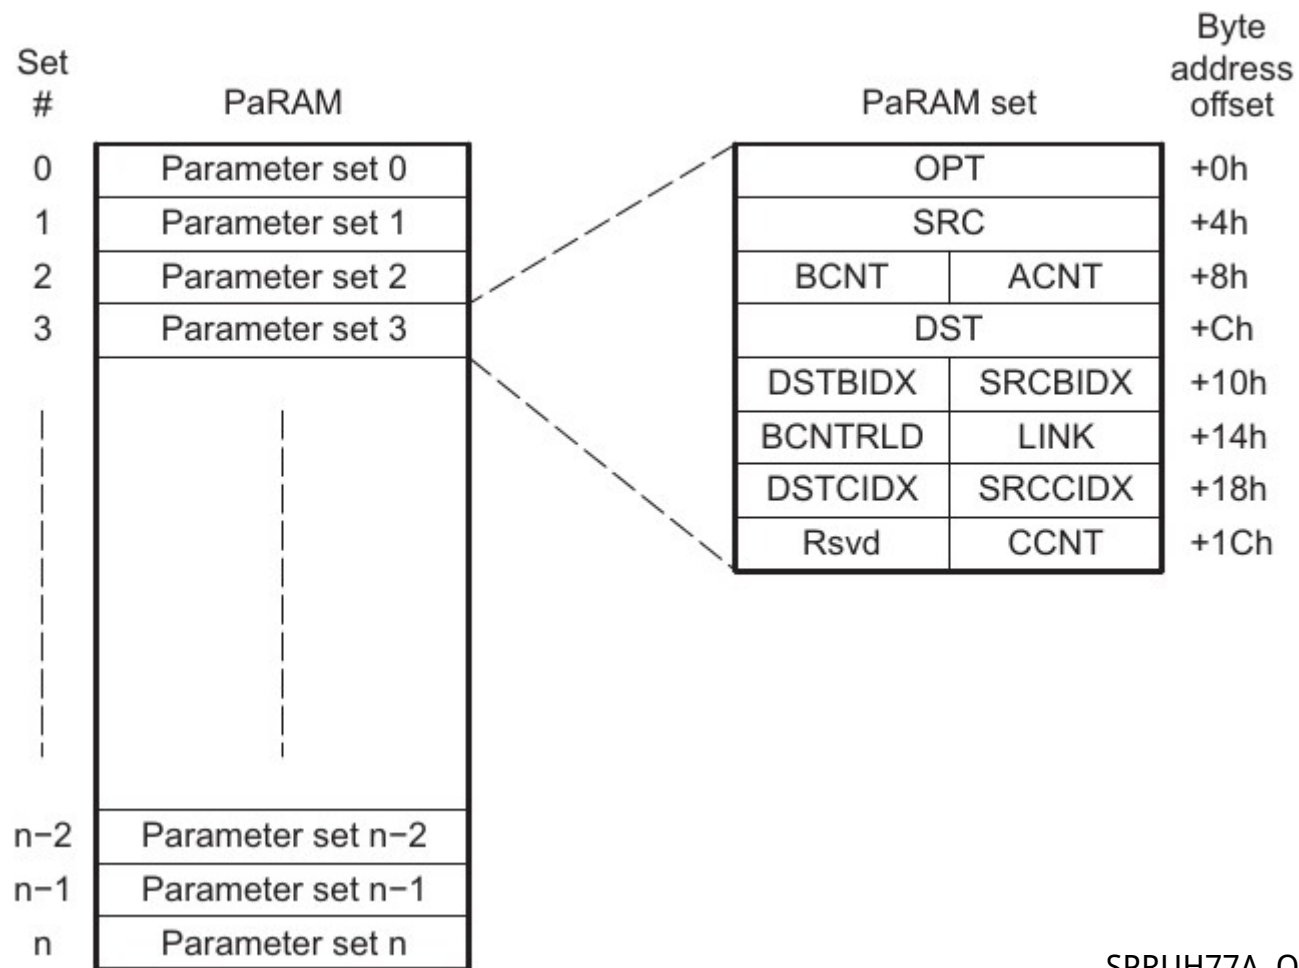 Set
#
PaRAM
PaRAM set
Byte
address
offset
0 Parameter set 0 OPT +0h
1 Parameter set 1 SRC +4h
2 Parameter set 2 BCNT ACNT +8h
3 Parameter set 3 DST +Ch
DSTBIDX SRCBIDX +10h
BCNTRLD LINK +14h
DSTCIDX SRCCIDX +18h
Rsvd CCNT +1Ch
n−2 Parameter set n−2
n−1 Parameter set n−1
n Parameter set n